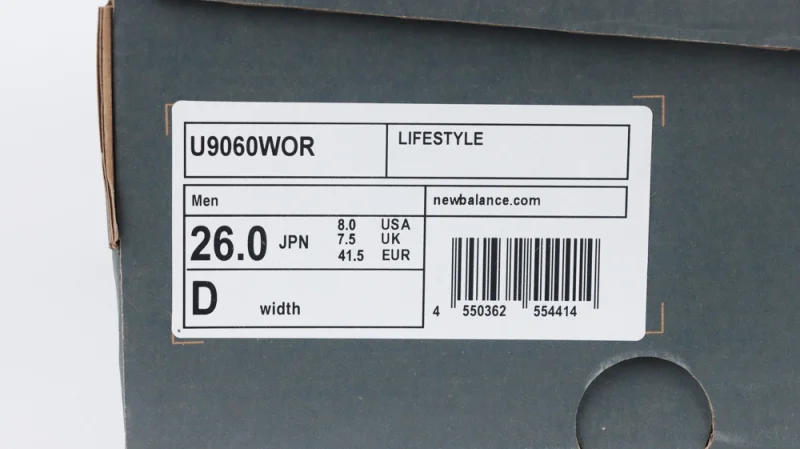 U9060WOR
LIFESTYLE
Men
newbalance.com
26.0 JPN
8.0 USA
7.5 UK
41.5 EUR
D width
4 550362 554414